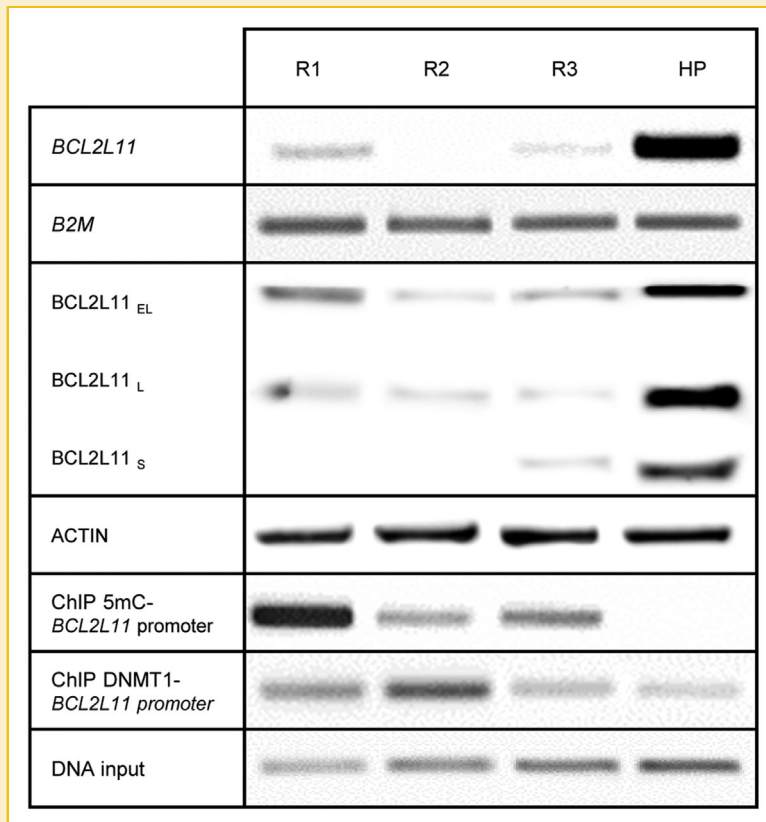 R1 R2 R3 HP
BCL2L11
B2M
BCL2L11 EL
BCL2L11 L
BCL2L11 S
ACTIN
ChIP 5mC-
BCL2L11 promoter
ChIP DNMT1-
BCL2L11 promoter
DNA input